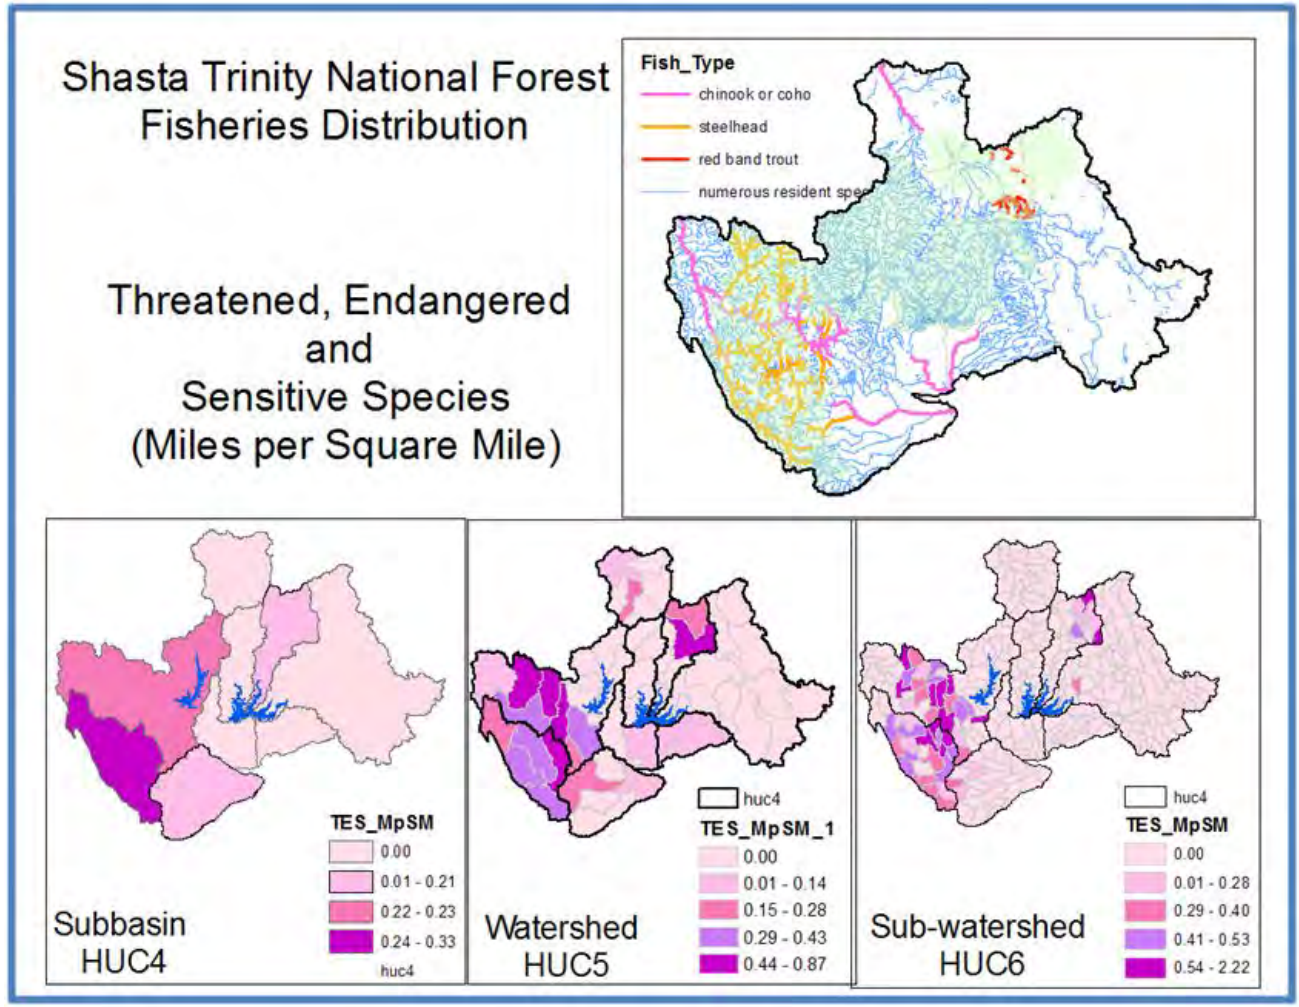 Shasta Trinity National Forest
Fisheries Distribution
Threatened, Endangered
and
Sensitive Species
(Miles per Square Mile)
Fish_Type
chinook or coho
steelhead
red band trout
numerous resident spe
TES_MpSM
0.00
0.01 - 0.21
0.22 - 0.23
0.24 - 0.33
huc4
Subbasin
HUC4
huc4
TES_MpSM_1
0.00
0.01 - 0.14
0.15 - 0.28
0.29 - 0.43
0.44 - 0.87
Watershed
HUC5
huc4
TES_MpSM
0.00
0.01 - 0.28
0.29 - 0.40
0.41 - 0.53
0.54 - 2.22
Sub-watershed
HUC6